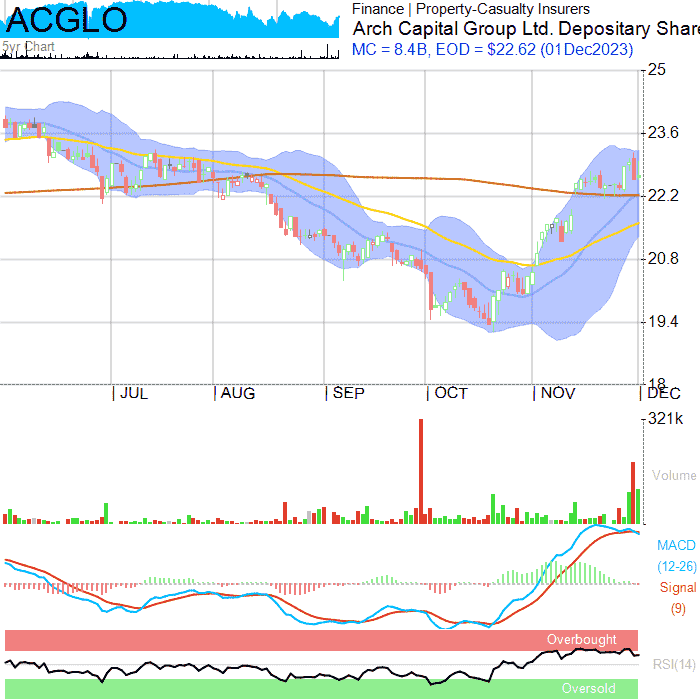 ACGLO
5yr Chart
Finance | Property-Casualty Insurers
Arch Capital Group Ltd. Depositary Share
MC = 8.4B, EOD = $22.62 (01Dec2023)
25
23.6
22.2
20.8
19.4
18
JUL AUG SEP OCT NOV DEC
321k
Volume
MACD
(12-26)
Signal
(9)
Overbought
RSI(14)
Oversold